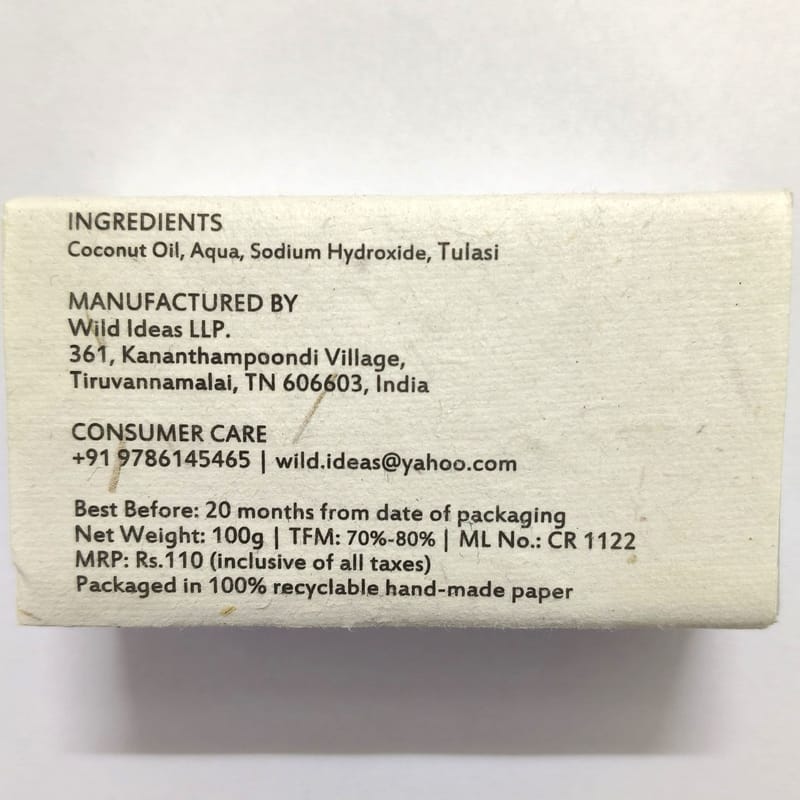 INGREDIENTS
Coconut Oil, Aqua, Sodium Hydroxide, Tulasi
MANUFACTURED BY
Wild Ideas LLP.
361, Kananthampoondi Village,
Tiruvannamalai, TN 606603, India
CONSUMER CARE
+91 9786145465 | wild.ideas@yahoo.com
Best Before: 20 months from date of packaging
Net Weight: 100g | TFM: 70%-80% | ML No.: CR 1122
MRP: Rs.110 (inclusive of all taxes)
Packaged in 100% recyclable hand-made paper